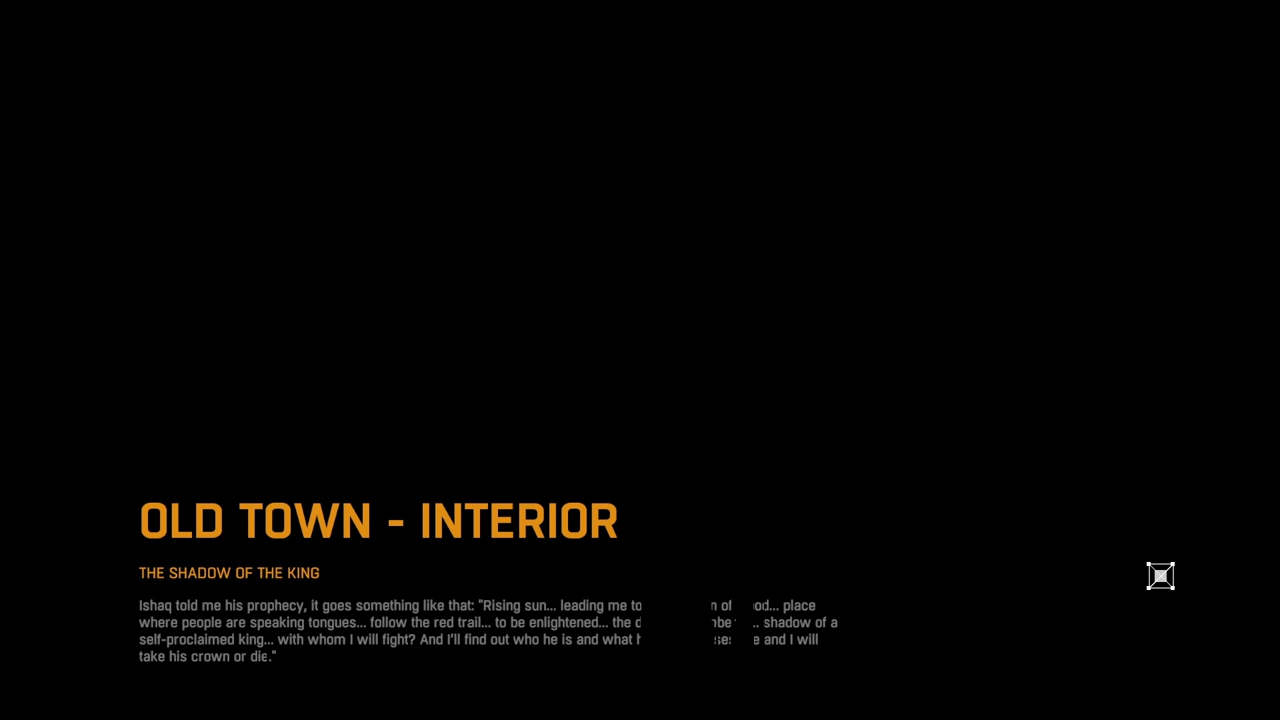 OLD TOWN - INTERIOR
THE SHADOW OF THE KING
Ishaq told me his prophecy, it goes something like that: "Rising sun... leading me to of place
where people are speaking tongues... follow the red trail... to be enlightened... the shadow of a
self-proclaimed king... with whom I will fight? And I'll find out who he is and what and I will
take his crown or die."